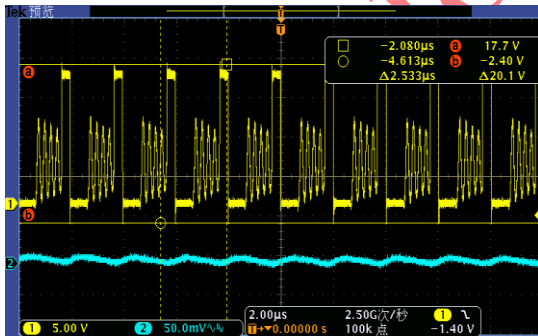 Tek 预览
T
T
□ -2.080µs a 17.7 V
○ -4.613µs b -2.40 V
Δ2.533µs Δ20.1 V
a
1
b
2
1 5.00 V 2 50.0mV∿
2.00µs 2.50G次/秒 1 ╲
T→▼0.00000 s 100k 点 -1.40 V